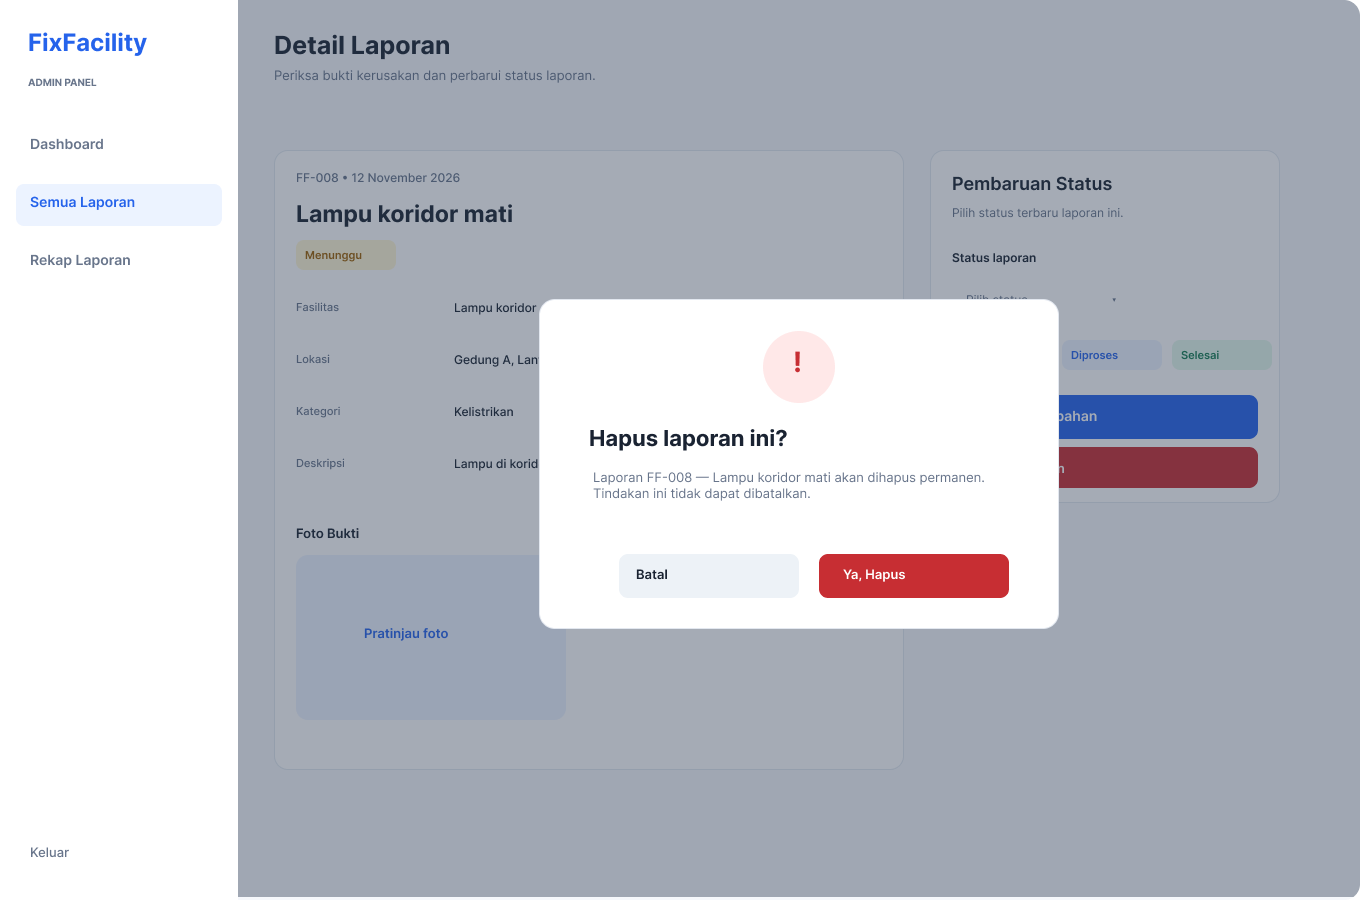 FixFacility
ADMIN PANEL
Dashboard
Semua Laporan
Rekap Laporan
Keluar
Detail Laporan
Periksa bukti kerusakan dan perbarui status laporan.
FF-008 • 12 November 2026
Lampu koridor mati
Menunggu
Fasilitas
Lampu koridor
Lokasi
Gedung A,
Kategori
Kelistrikan
Deskripsi
Lampu di
Foto Bukti
Pratinjau foto
Pembaruan Status
Pilih status terbaru laporan ini.
Status laporan
Pilih status
Diproses
Selesai
!
Hapus laporan ini?
Laporan FF-008 — Lampu koridor mati akan dihapus permanen.
Tindakan ini tidak dapat dibatalkan.
Batal
Ya, Hapus